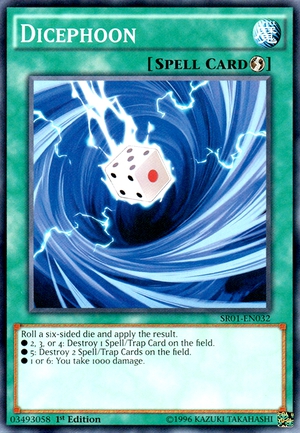 DICEPHOON
[SPELL CARD]
SR01-EN032
Roll a six-sided die and apply the result.
● 2, 3, or 4: Destroy 1 Spell/Trap Card on the field.
● 5: Destroy 2 Spell/Trap Cards on the field.
● 1 or 6: You take 1000 damage.
03493058 1st Edition ©1996 KAZUKI TAKAHASHI